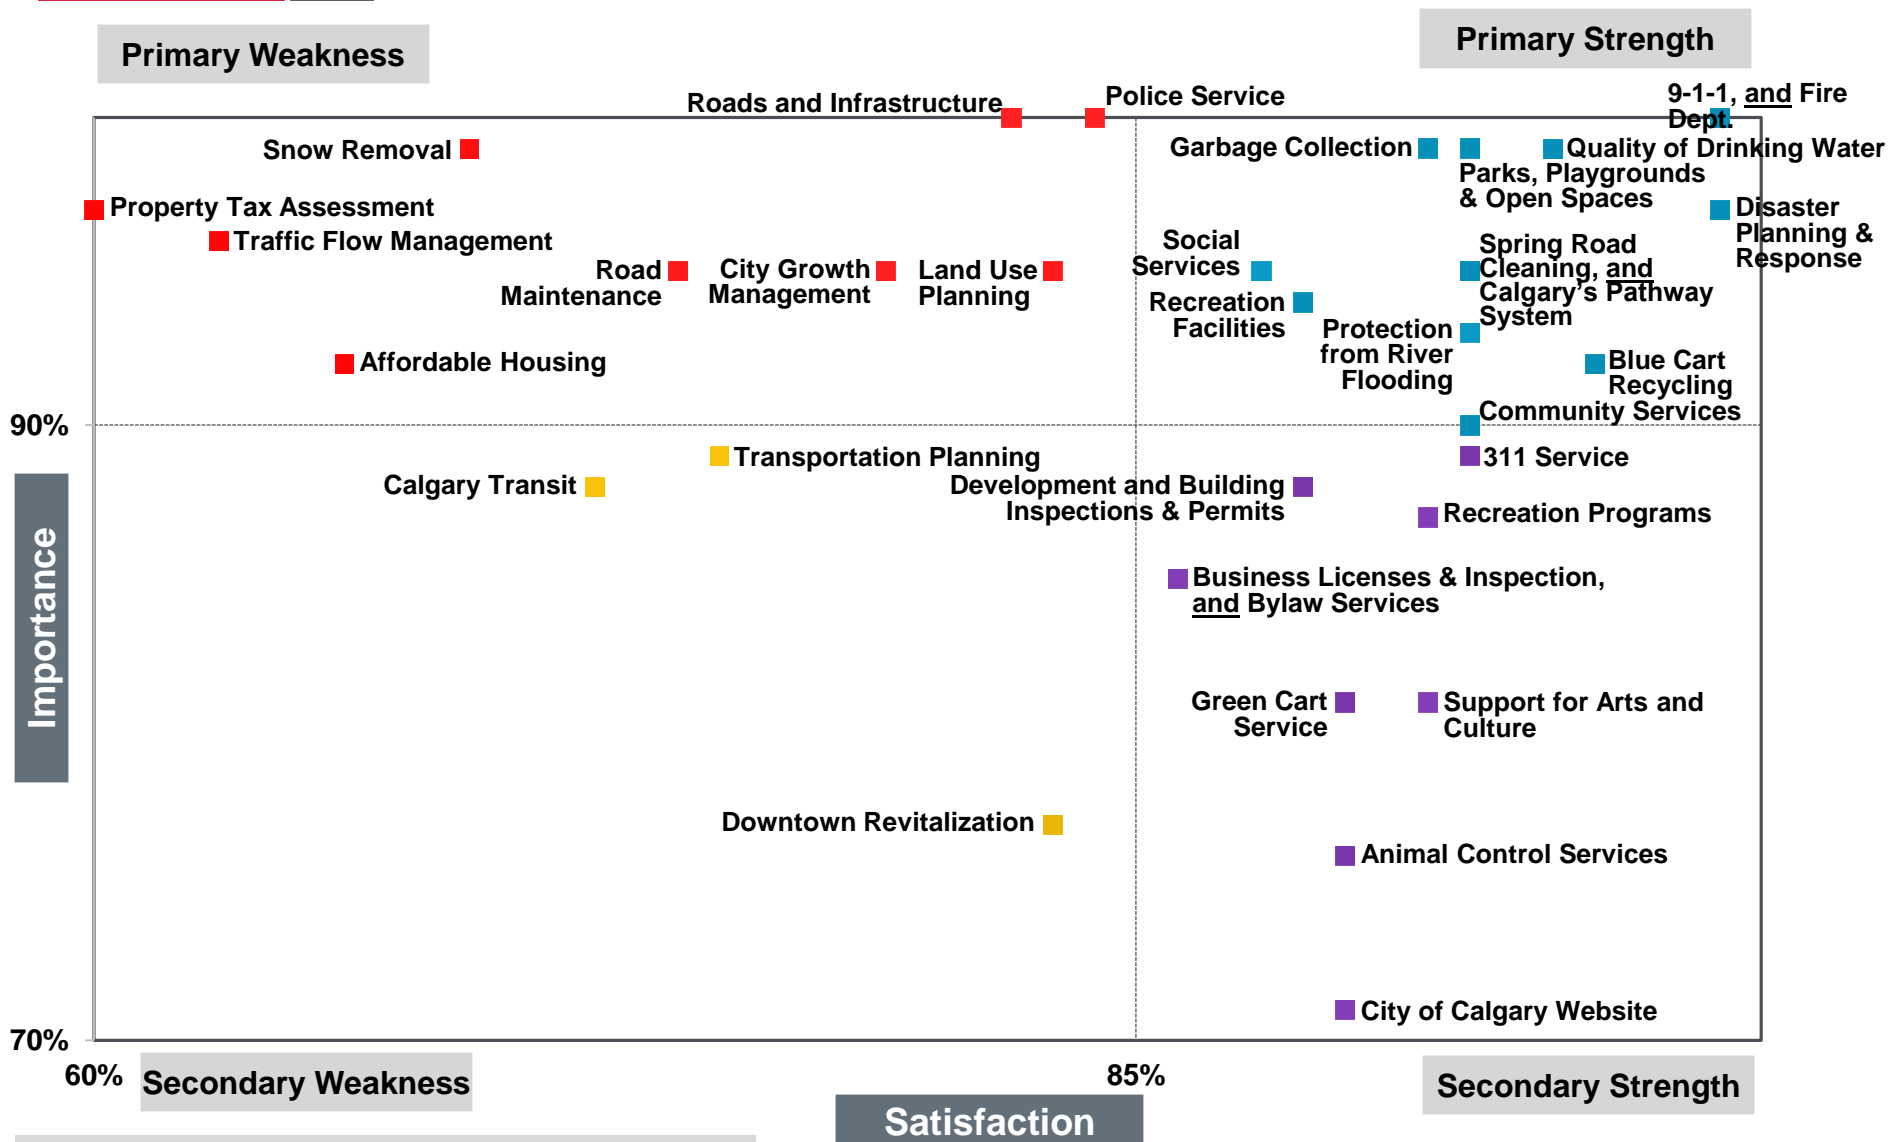 Primary Weakness
Primary Strength
Roads and Infrastructure
Police Service
9-1-1, and Fire
Dept.
Snow Removal
Garbage Collection
Quality of Drinking Water
Parks, Playgrounds
& Open Spaces
Property Tax Assessment
Disaster
Planning &
Response
Traffic Flow Management
Social
Services
Spring Road
Cleaning, and
Calgary’s Pathway
System
Road
Maintenance
City Growth
Management
Land Use
Planning
Recreation
Facilities
Protection
from River
Flooding
Affordable Housing
Blue Cart
Recycling
Community Services
90%
Transportation Planning
311 Service
Calgary Transit
Development and Building
Inspections & Permits
Recreation Programs
Importance
Business Licenses & Inspection,
and Bylaw Services
Green Cart
Service
Support for Arts and
Culture
Downtown Revitalization
Animal Control Services
City of Calgary Website
70%
60%
Secondary Weakness
85%
Secondary Strength
Satisfaction